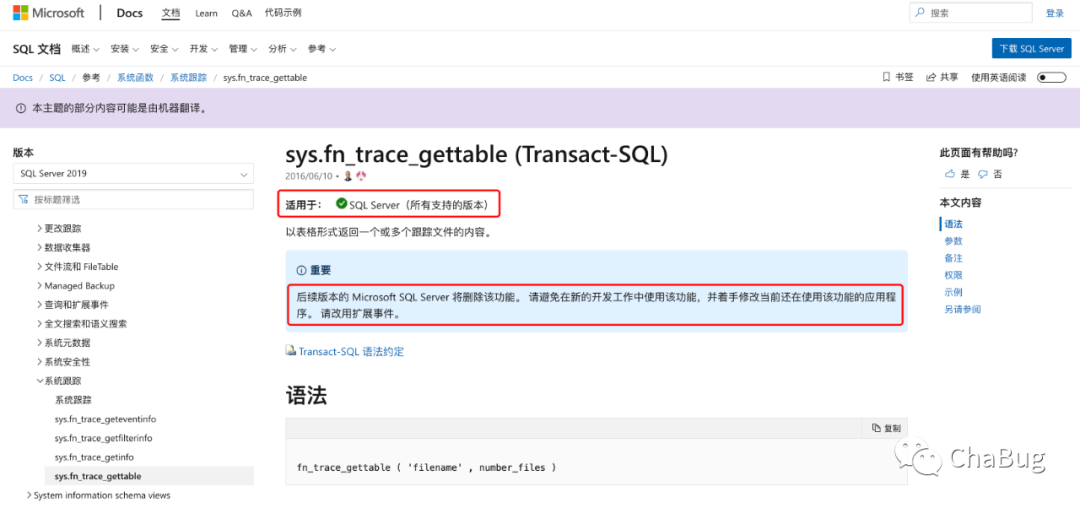 Microsoft Docs 文档 Learn Q&A 代码示例 搜索 登录
SQL 文档 概述 安装 安全 开发 管理 分析 参考 下载 SQL Server
Docs / SQL / 参考 / 系统函数 / 系统跟踪 / sys.fn_trace_gettable 书签 共享 使用英语阅读
本主题的部分内容可能是由机器翻译。
版本
SQL Server 2019
按标题筛选
更改跟踪
数据收集器
文件流和 FileTable
Managed Backup
查询和扩展事件
全文搜索和语义搜索
系统元数据
系统安全性
系统跟踪
系统跟踪
sys.fn_trace_geteventinfo
sys.fn_trace_getfilterinfo
sys.fn_trace_getinfo
sys.fn_trace_gettable
System information schema views
sys.fn_trace_gettable (Transact-SQL)
2016/06/10 •
适用于： SQL Server（所有支持的版本）
以表格形式返回一个或多个跟踪文件的内容。
重要
后续版本的 Microsoft SQL Server 将删除该功能。 请避免在新的开发工作中使用该功能，并着手修改当前还在使用该功能的应用程
序。 请改用扩展事件。
Transact-SQL 语法约定
语法
复制
fn_trace_gettable ( 'filename' , number_files )
此页面有帮助吗?
是 否
本文内容
语法
参数
备注
权限
示例
另请参阅
ChaBug